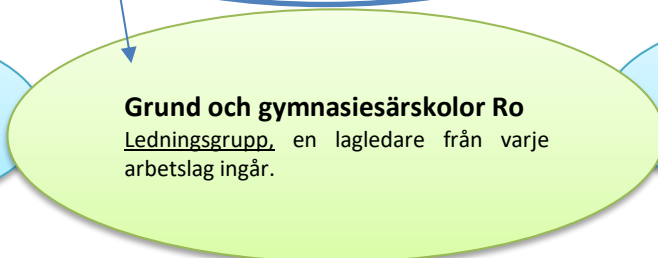 Grund och gymnasiesärskolor Ro
Ledningsgrupp, en lagledare från varje
arbetslag ingår.